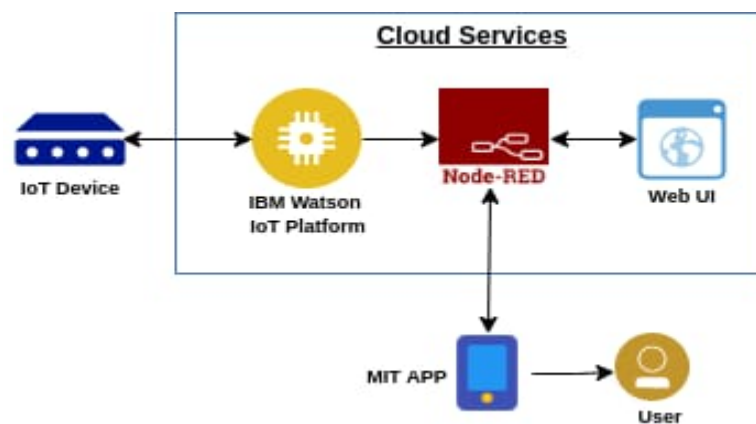 Cloud Services
IoT Device
IBM Watson
IoT Platform
Node-RED
Web UI
MIT APP
User